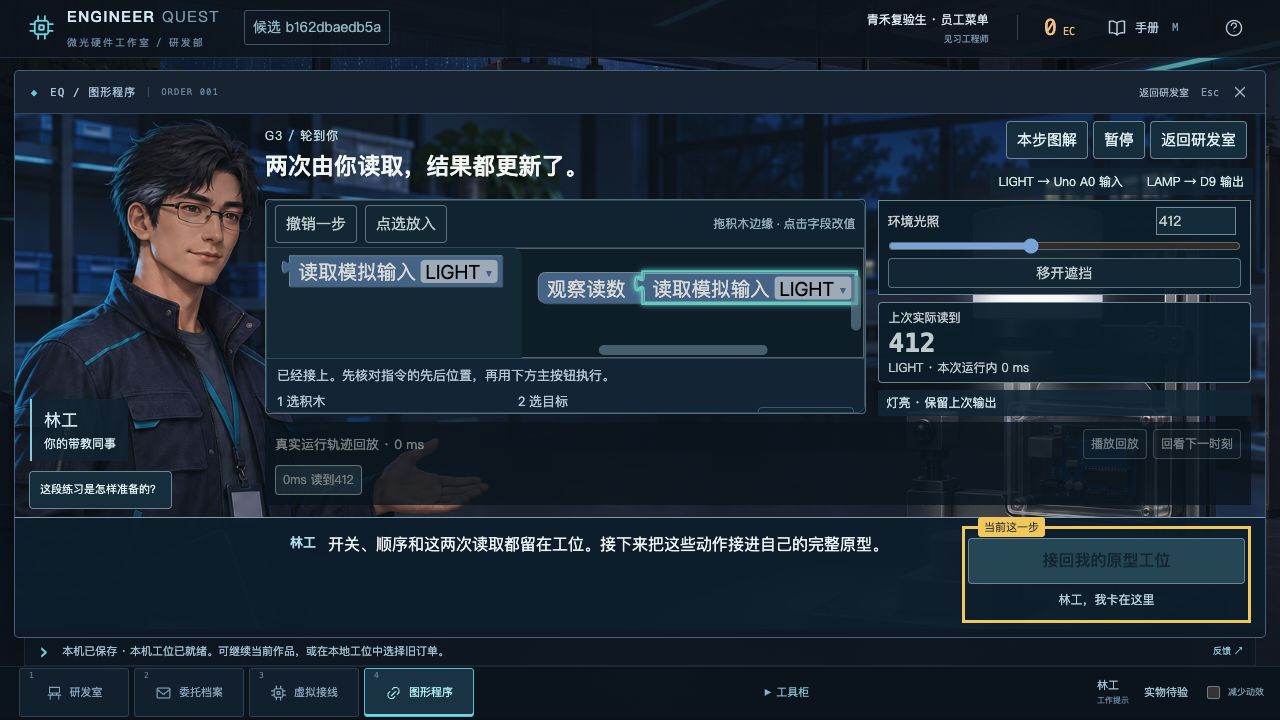 ENGINEER QUEST
微光硬件工作室 / 研发部
候选 b162dbaedb5a
青禾复验生 · 员工菜单
见习工程师
0 EC
手册 M
EQ / 图形程序
ORDER 001
返回研发室 Esc
G3 / 轮到你
两次由你读取，结果都更新了。
本步图解
暂停
返回研发室
LIGHT → Uno A0 输入
LAMP → D9 输出
撤销一步
点选放入
拖积木边缘 · 点击字段改值
读取模拟输入 LIGHT
观察读数
读取模拟输入 LIGHT
已经接上。先核对指令的先后位置，再用下方主按钮执行。
1 选积木
2 选目标
环境光照
412
移开遮挡
上次实际读到
412
LIGHT · 本次运行内 0 ms
灯亮 · 保留上次输出
林工
你的带教同事
这段练习是怎样准备的？
真实运行轨迹回放 · 0 ms
播放回放
回看下一时刻
0ms 读到412
林工 开关、顺序和这两次读取都留在工位。接下来把这些动作接进自己的完整原型。
当前这一步
接回我的原型工位
林工，我卡在这里
本机已保存 · 本机工位已就绪。可继续当前作品，或在本地工位中选择旧订单。
反馈
1 研发室
2 委托档案
3 虚拟接线
4 图形程序
工具柜
林工
工作提示
实物待验
减少动效